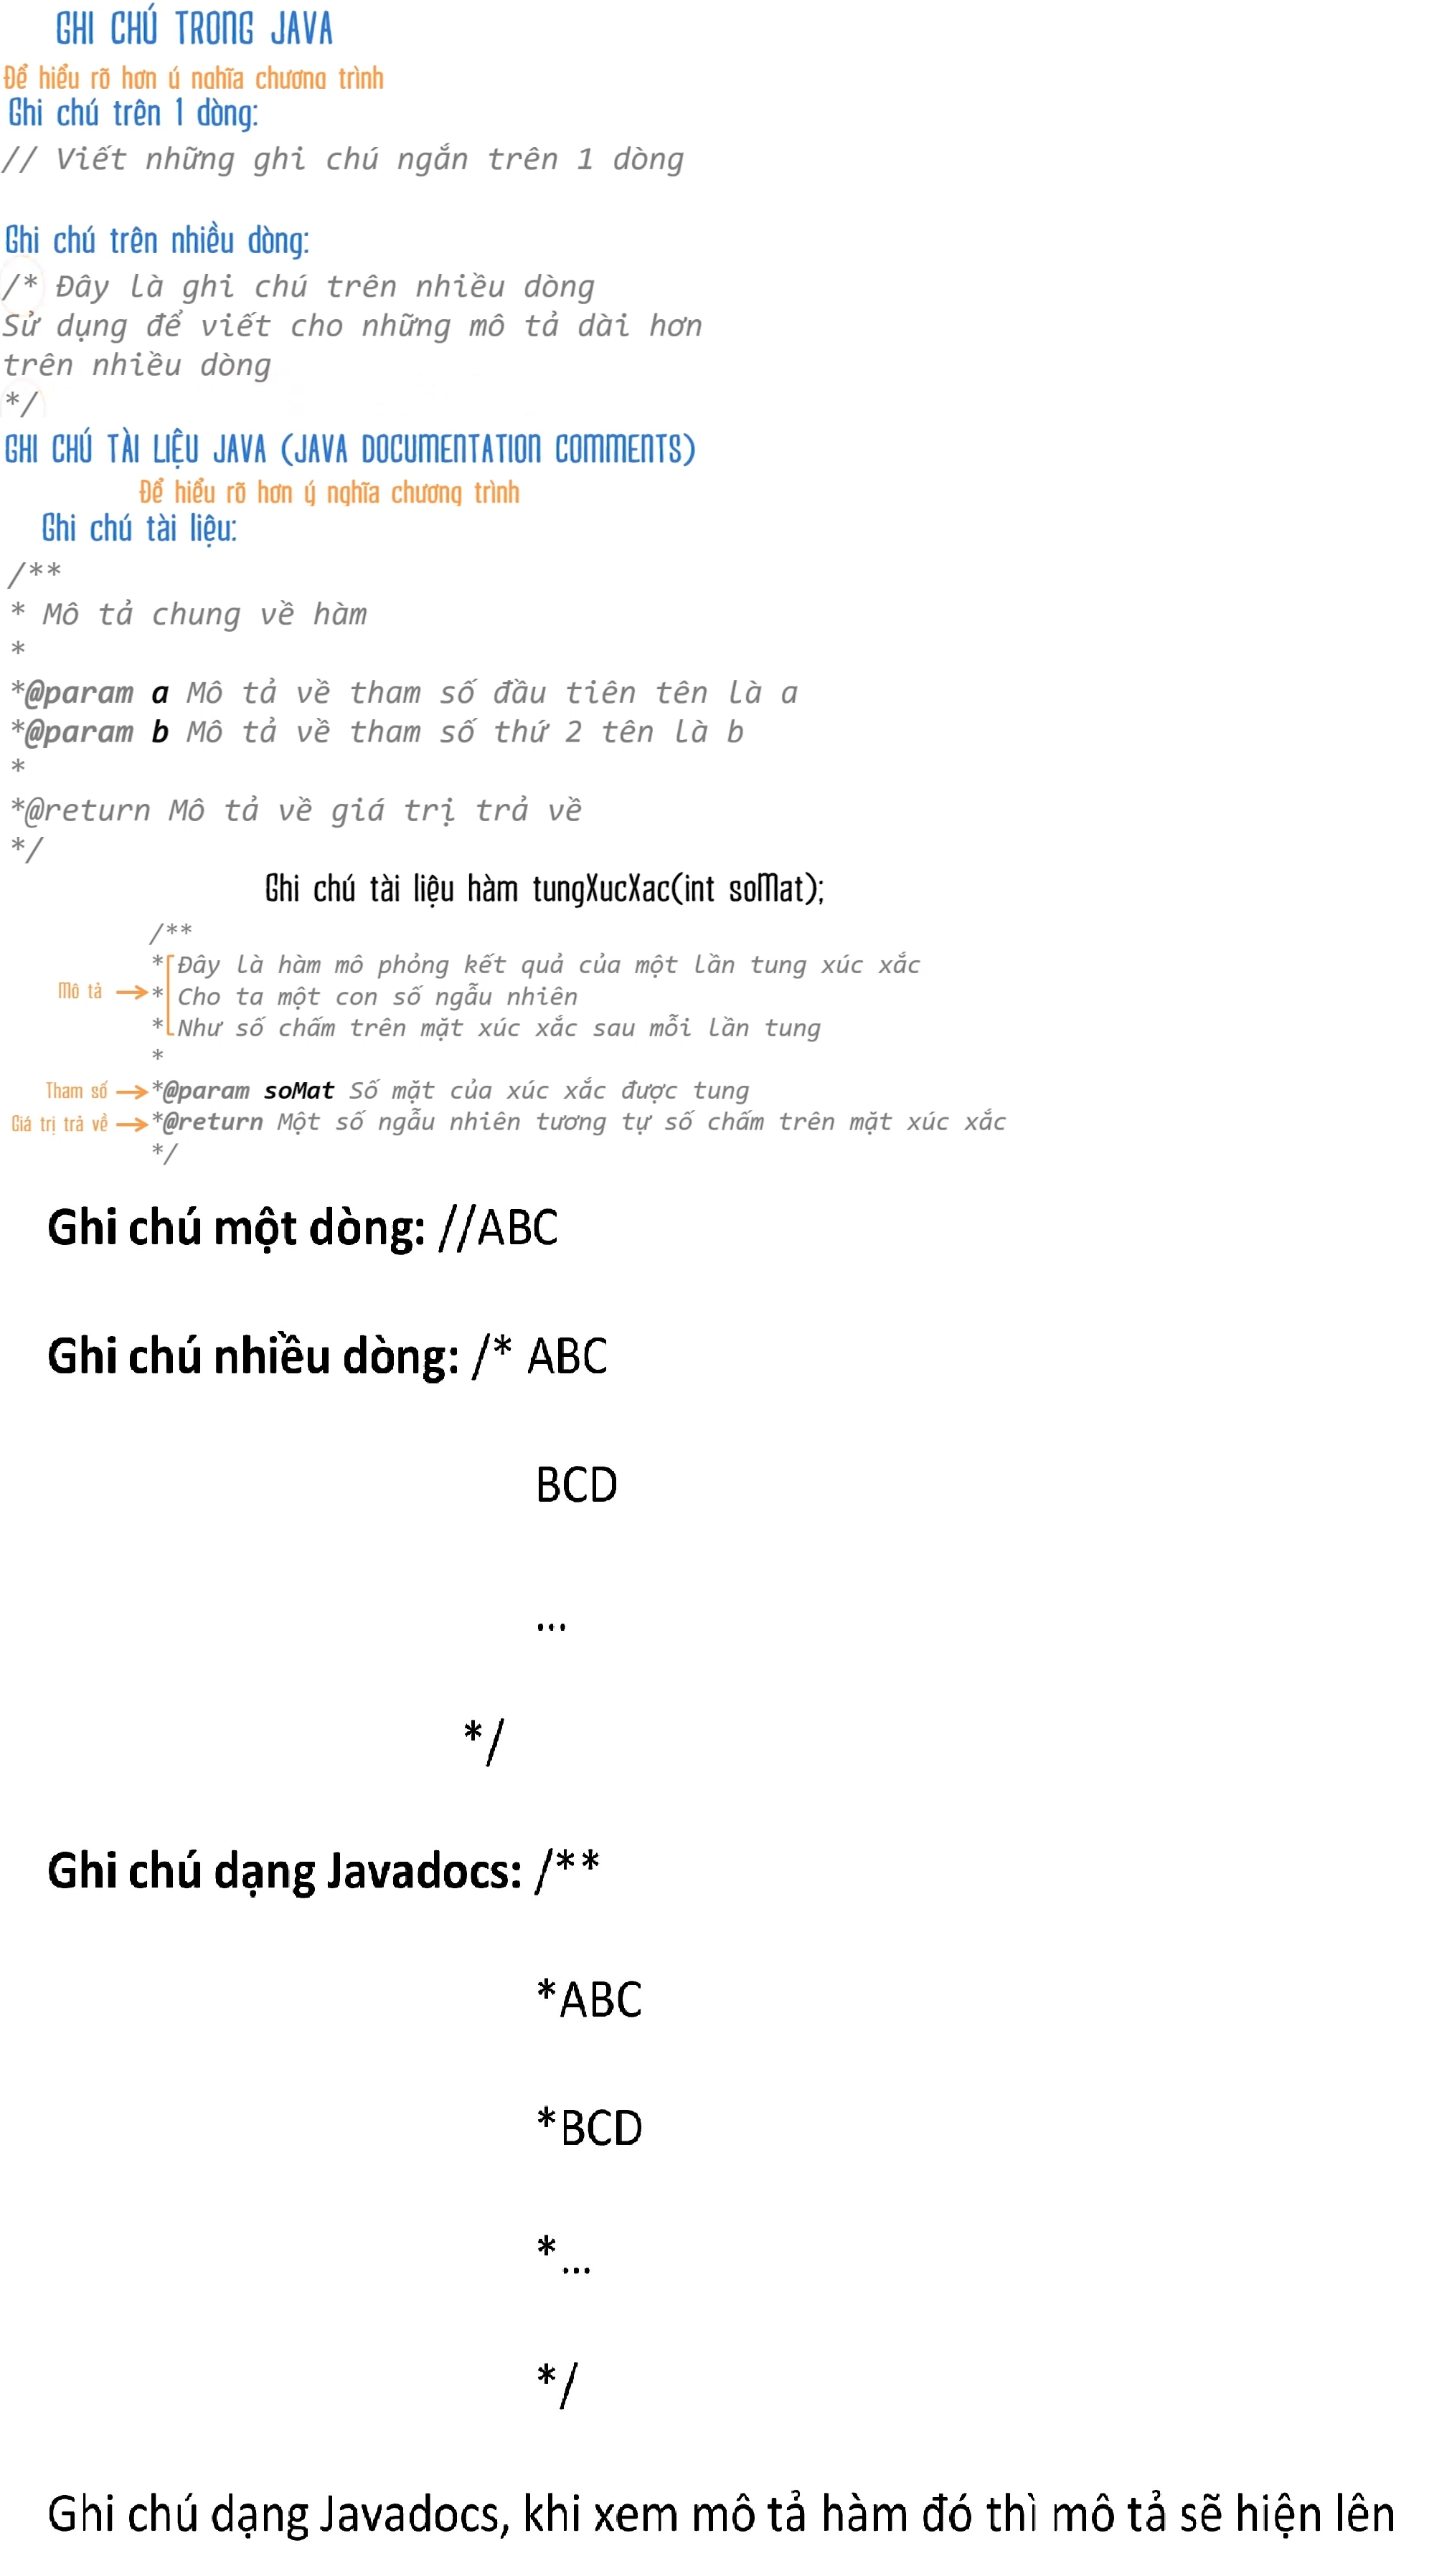 GHI CHÚ TRONG JAVA
Để hiểu rõ hơn ý nghĩa chương trình
Ghi chú trên 1 dòng:
// Viết những ghi chú ngắn trên 1 dòng
Ghi chú trên nhiều dòng:
/* Đây là ghi chú trên nhiều dòng
Sử dụng để viết cho những mô tả dài hơn
trên nhiều dòng
*/
GHI CHÚ TÀI LIỆU JAVA (JAVA DOCUMENTATION COMMENTS)
Để hiểu rõ hơn ý nghĩa chương trình
Ghi chú tài liệu:
/**
* Mô tả chung về hàm
*
*@param a Mô tả về tham số đầu tiên tên là a
*@param b Mô tả về tham số thứ 2 tên là b
*
*@return Mô tả về giá trị trả về
*/
Ghi chú tài liệu hàm tungXucXac(int soMat);
/**
*Đây là hàm mô phỏng kết quả của một lần tung xúc xắc
Mô tả → * Cho ta một con số ngẫu nhiên
*Như số chấm trên mặt xúc xắc sau mỗi lần tung
*
Tham số → *@param soMat Số mặt của xúc xắc được tung
Giá trị trả về → *@return Một số ngẫu nhiên tương tự số chấm trên mặt xúc xắc
*/
Ghi chú một dòng: //ABC
Ghi chú nhiều dòng: /* ABC
BCD
...
*/
Ghi chú dạng Javadocs: /**
*ABC
*BCD
*...
*/
Ghi chú dạng Javadocs, khi xem mô tả hàm đó thì mô tả sẽ hiện lên